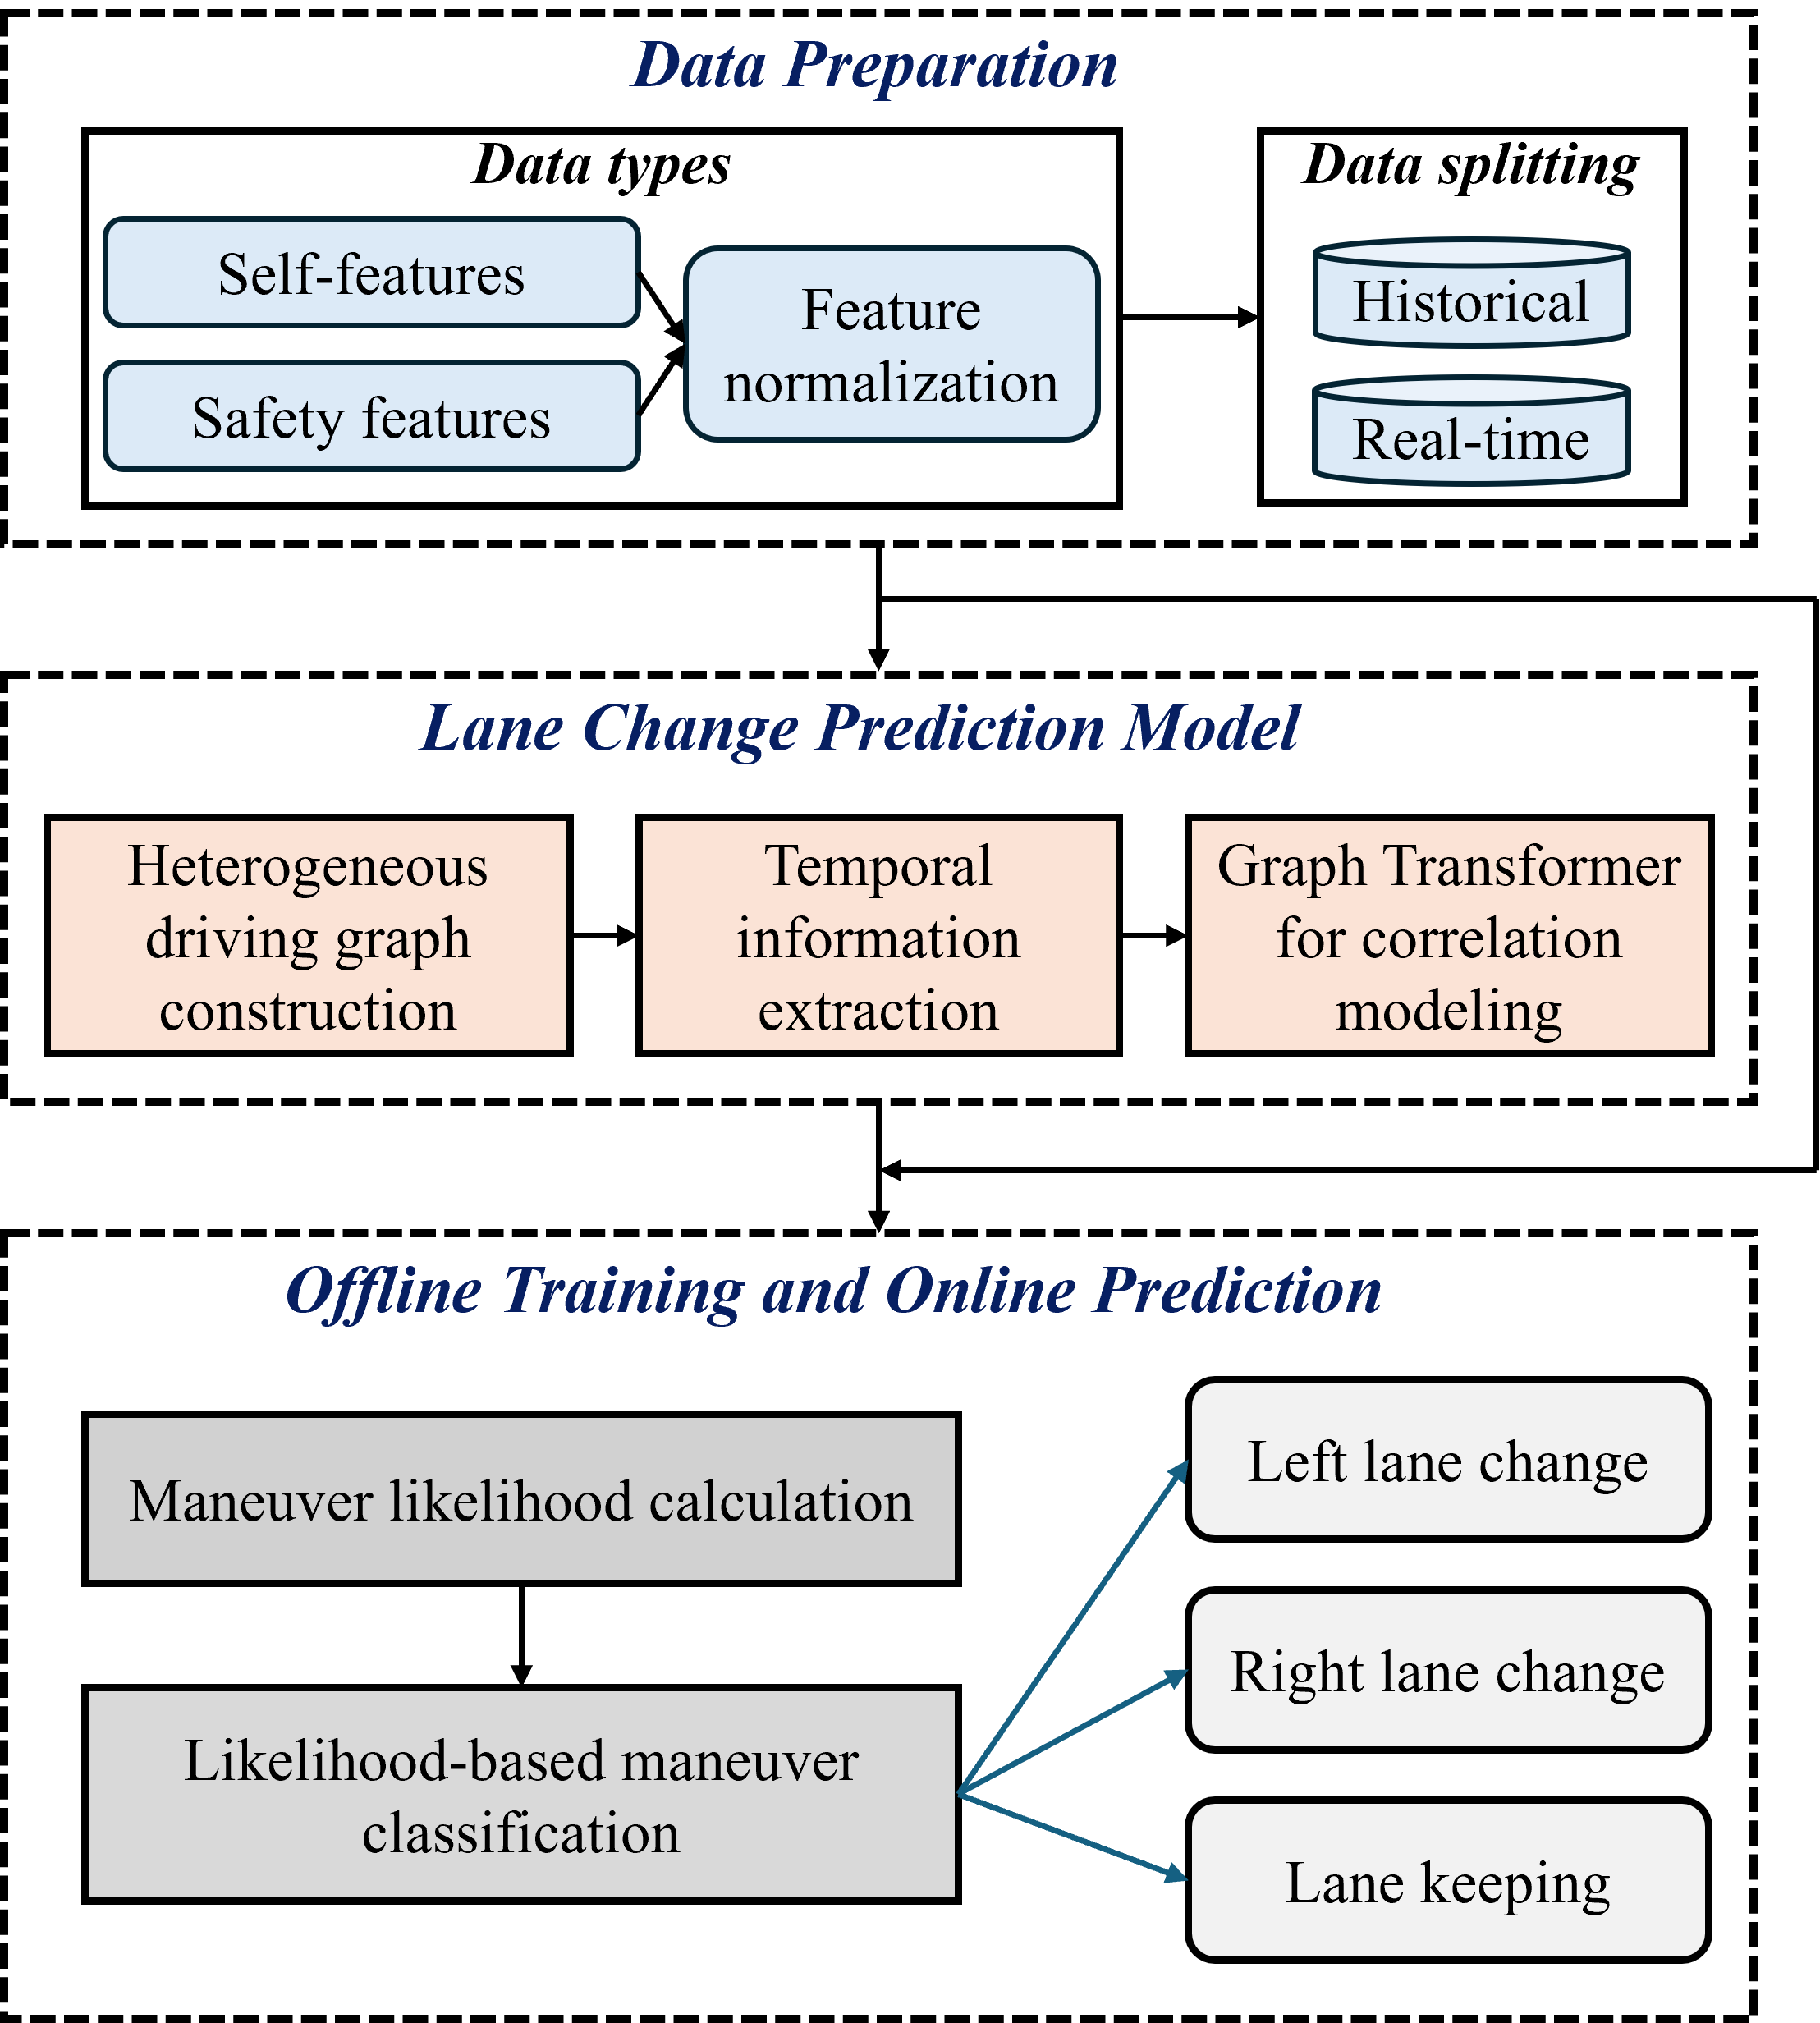 Data Preparation
Data types
Self-features
Safety features
Feature
normalization
Data splitting
Historical
Real-time
Lane Change Prediction Model
Heterogeneous
driving graph
construction
Temporal
information
extraction
Graph Transformer
for correlation
modeling
Offline Training and Online Prediction
Maneuver likelihood calculation
Likelihood-based maneuver
classification
Left lane change
Right lane change
Lane keeping